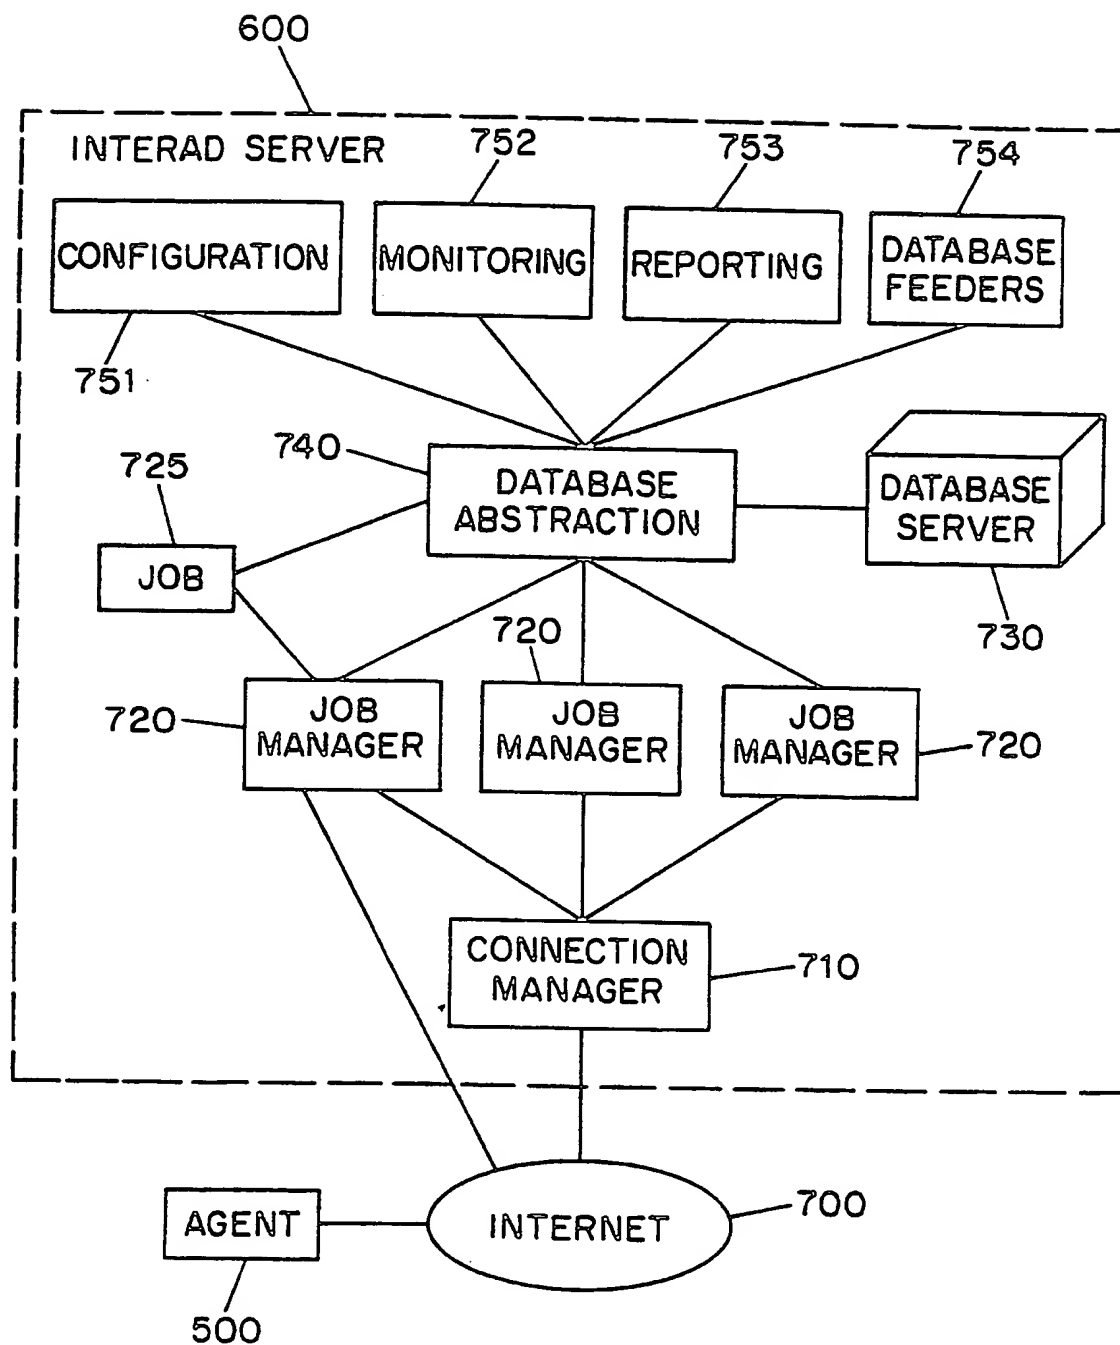 600
INTERAD SERVER
752
753
754
CONFIGURATION
MONITORING
REPORTING
DATABASE
FEEDERS
751
740
725
DATABASE
ABSTRACTION
DATABASE
SERVER
JOB
730
720
720
JOB
MANAGER
JOB
MANAGER
JOB
MANAGER
720
CONNECTION
MANAGER
710
AGENT
INTERNET
700
500